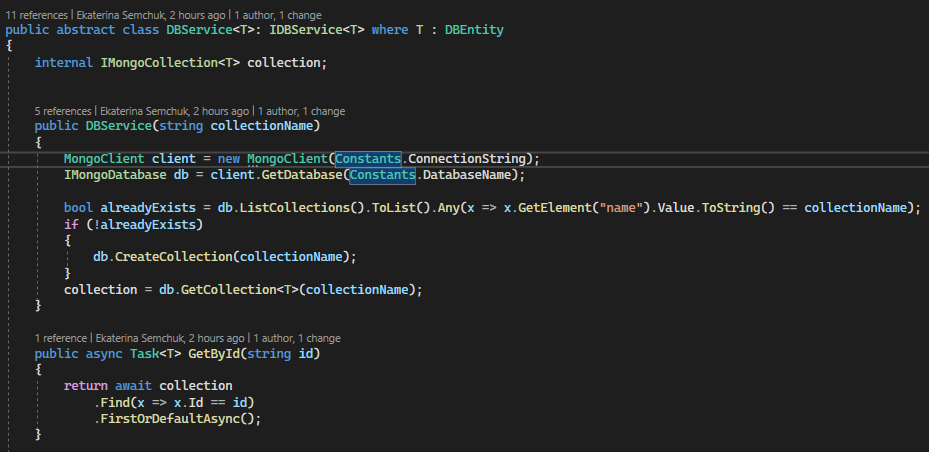 11 references | Ekaterina Semchuk, 2 hours ago | 1 author, 1 change
public abstract class DBService<T>: IDBService<T> where T : DBEntity
{
internal IMongoCollection<T> collection;
5 references | Ekaterina Semchuk, 2 hours ago | 1 author, 1 change
public DBService(string collectionName)
{
MongoClient client = new MongoClient(Constants.ConnectionString);
IMongoDatabase db = client.GetDatabase(Constants.DatabaseName);
bool alreadyExists = db.ListCollections().ToList().Any(x => x.GetElement("name").Value.ToString() == collectionName);
if (!alreadyExists)
{
db.CreateCollection(collectionName);
}
collection = db.GetCollection<T>(collectionName);
}
1 reference | Ekaterina Semchuk, 2 hours ago | 1 author, 1 change
public async Task<T> GetById(string id)
{
return await collection
.Find(x => x.Id == id)
.FirstOrDefaultAsync();
}